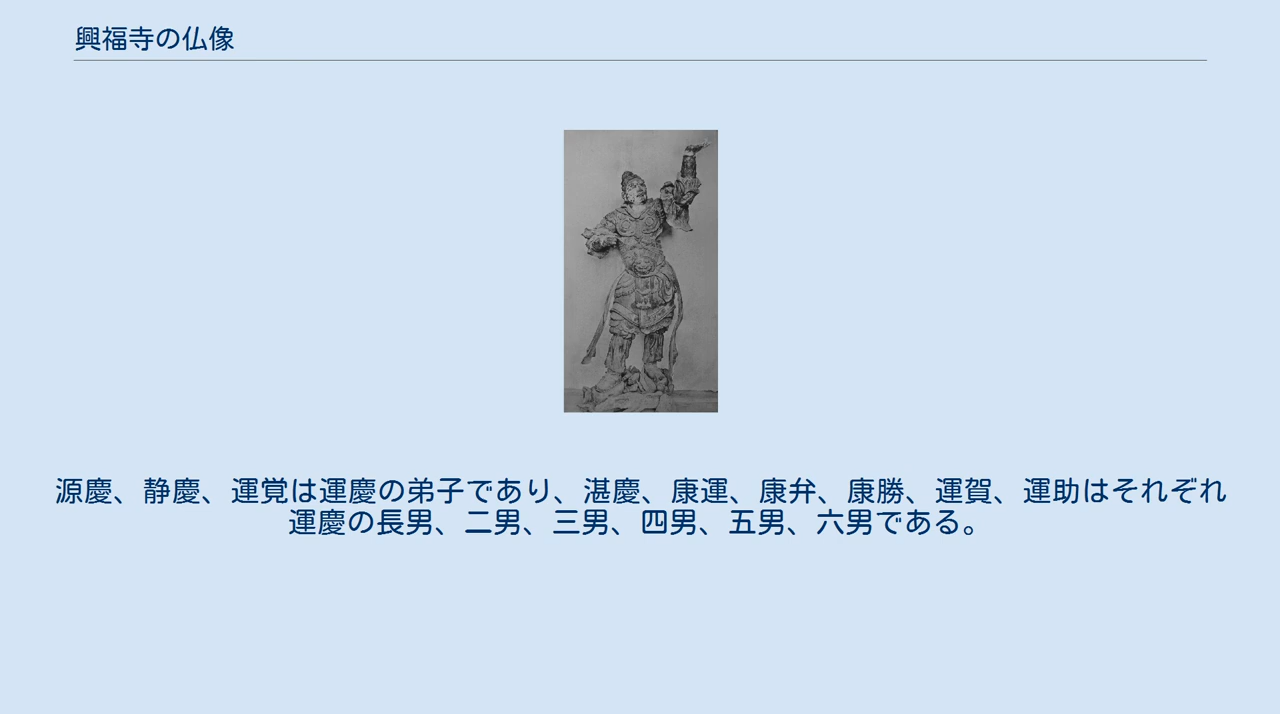 興福寺の仏像
源慶、静慶、運覚は運慶の弟子であり、湛慶、康運、康弁、康勝、運賀、運助はそれぞれ
運慶の長男、二男、三男、四男、五男、六男である。